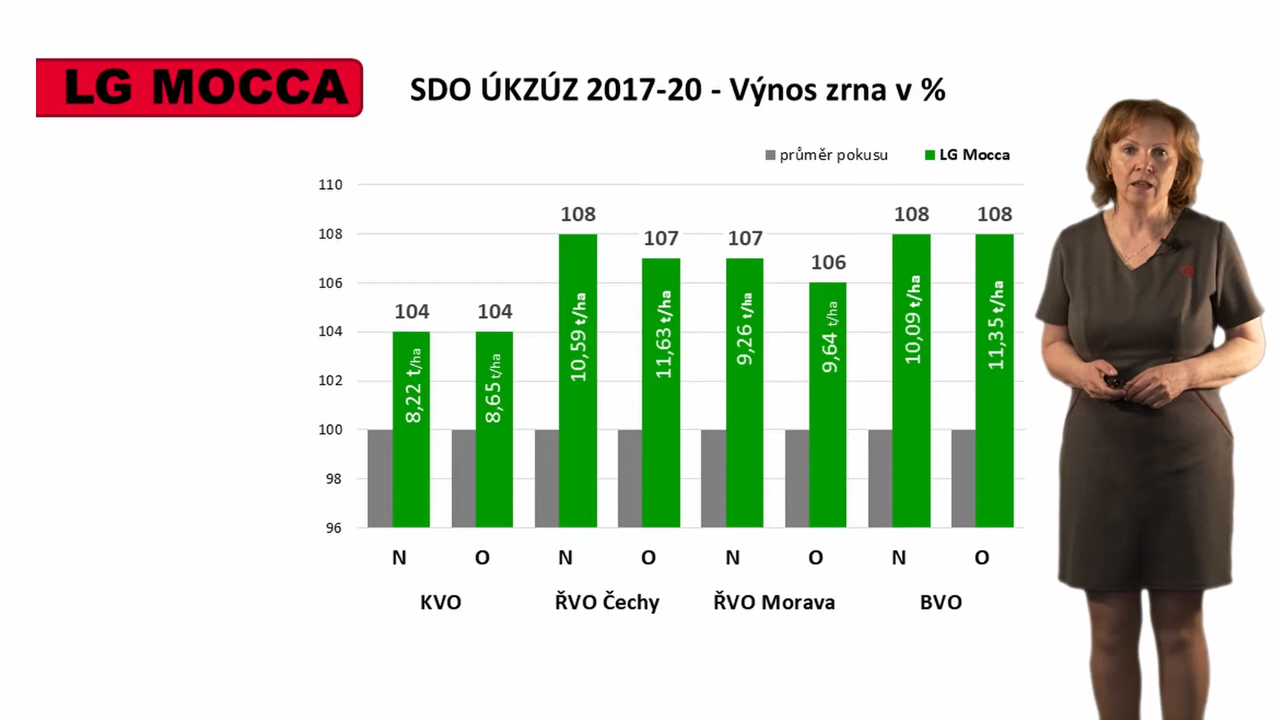 LG MOCCA
SDO ÚKZÚZ 2017-20 - Výnos zrna v %
průměr pokusu LG Mocca
110
108
106
104
102
100
98
96
104 104 108 107 107 106 108 108
8,22 t/ha 8,65 t/ha 10,59 t/ha 11,63 t/ha 9,26 t/ha 9,64 t/ha 10,09 t/ha 11,35 t/ha
N O N O N O N O
KVO ŘVO Čechy ŘVO Morava BVO